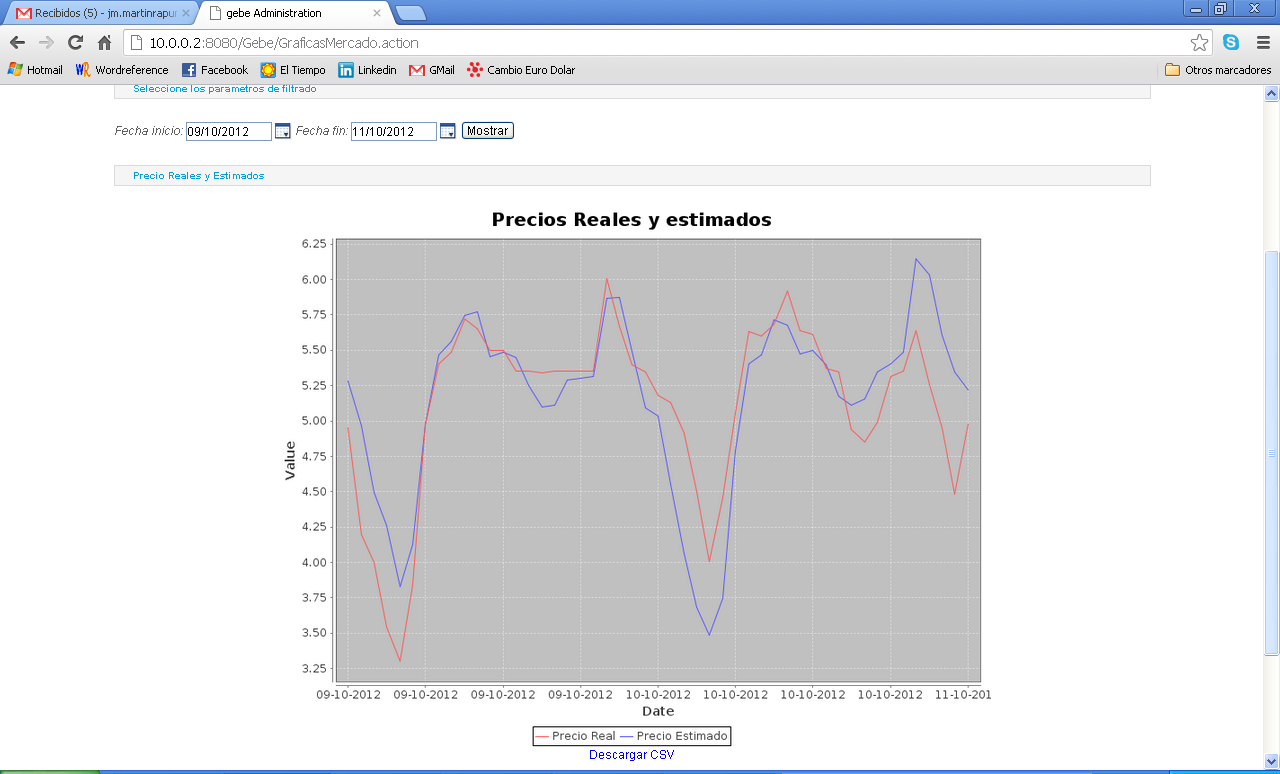 Recibidos (5) - jm.martinrapur
gebe Administration
10.0.0.2:8080/Gebe/GraficasMercado.action
Hotmail Wordreference Facebook El Tiempo Linkedin GMail Cambio Euro Dolar Otros marcadores
Seleccione los parametros de filtrado
Fecha inicio: 09/10/2012 Fecha fin: 11/10/2012 Mostrar
Precio Reales y Estimados
Precios Reales y estimados
6.25
6.00
5.75
5.50
5.25
5.00
4.75
4.50
4.25
4.00
3.75
3.50
3.25
Value
09-10-2012 09-10-2012 09-10-2012 09-10-2012 10-10-2012 10-10-2012 10-10-2012 10-10-2012 11-10-201
Date
Precio Real Precio Estimado
Descargar CSV